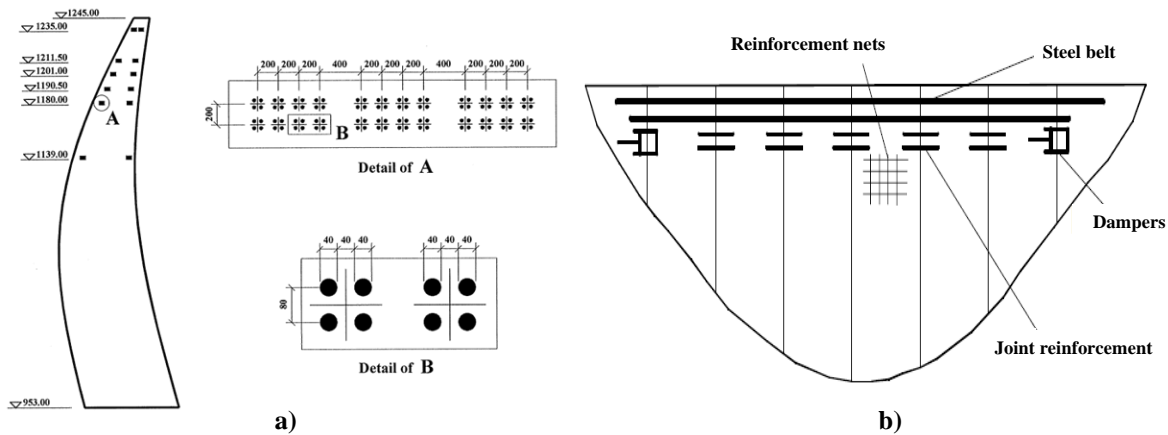 1245.00
1235.00
1211.50
1201.00
1190.50
1180.00
A
1139.00
953.00
200 200 200 400 200 200 200 400 200 200 200
200
B
Detail of A
40 40 40 40 40 40
80
Detail of B
a)
Reinforcement nets
Steel belt
Dampers
Joint reinforcement
b)